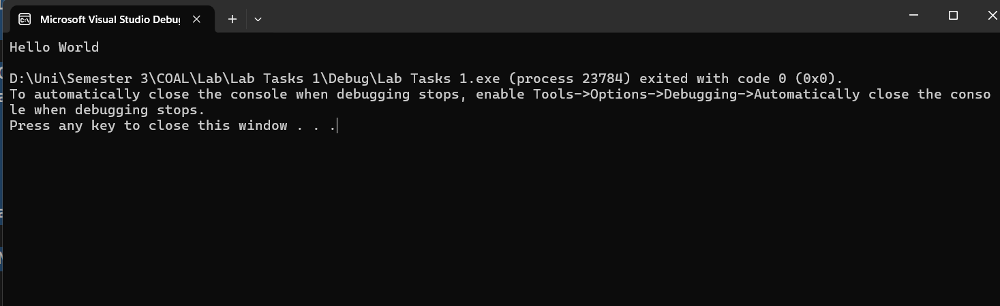 Microsoft Visual Studio Debug
Hello World
D:\Uni\Semester 3\COAL\Lab\Lab Tasks 1\Debug\Lab Tasks 1.exe (process 23784) exited with code 0 (0x0).
To automatically close the console when debugging stops, enable Tools->Options->Debugging->Automatically close the conso
le when debugging stops.
Press any key to close this window . . .